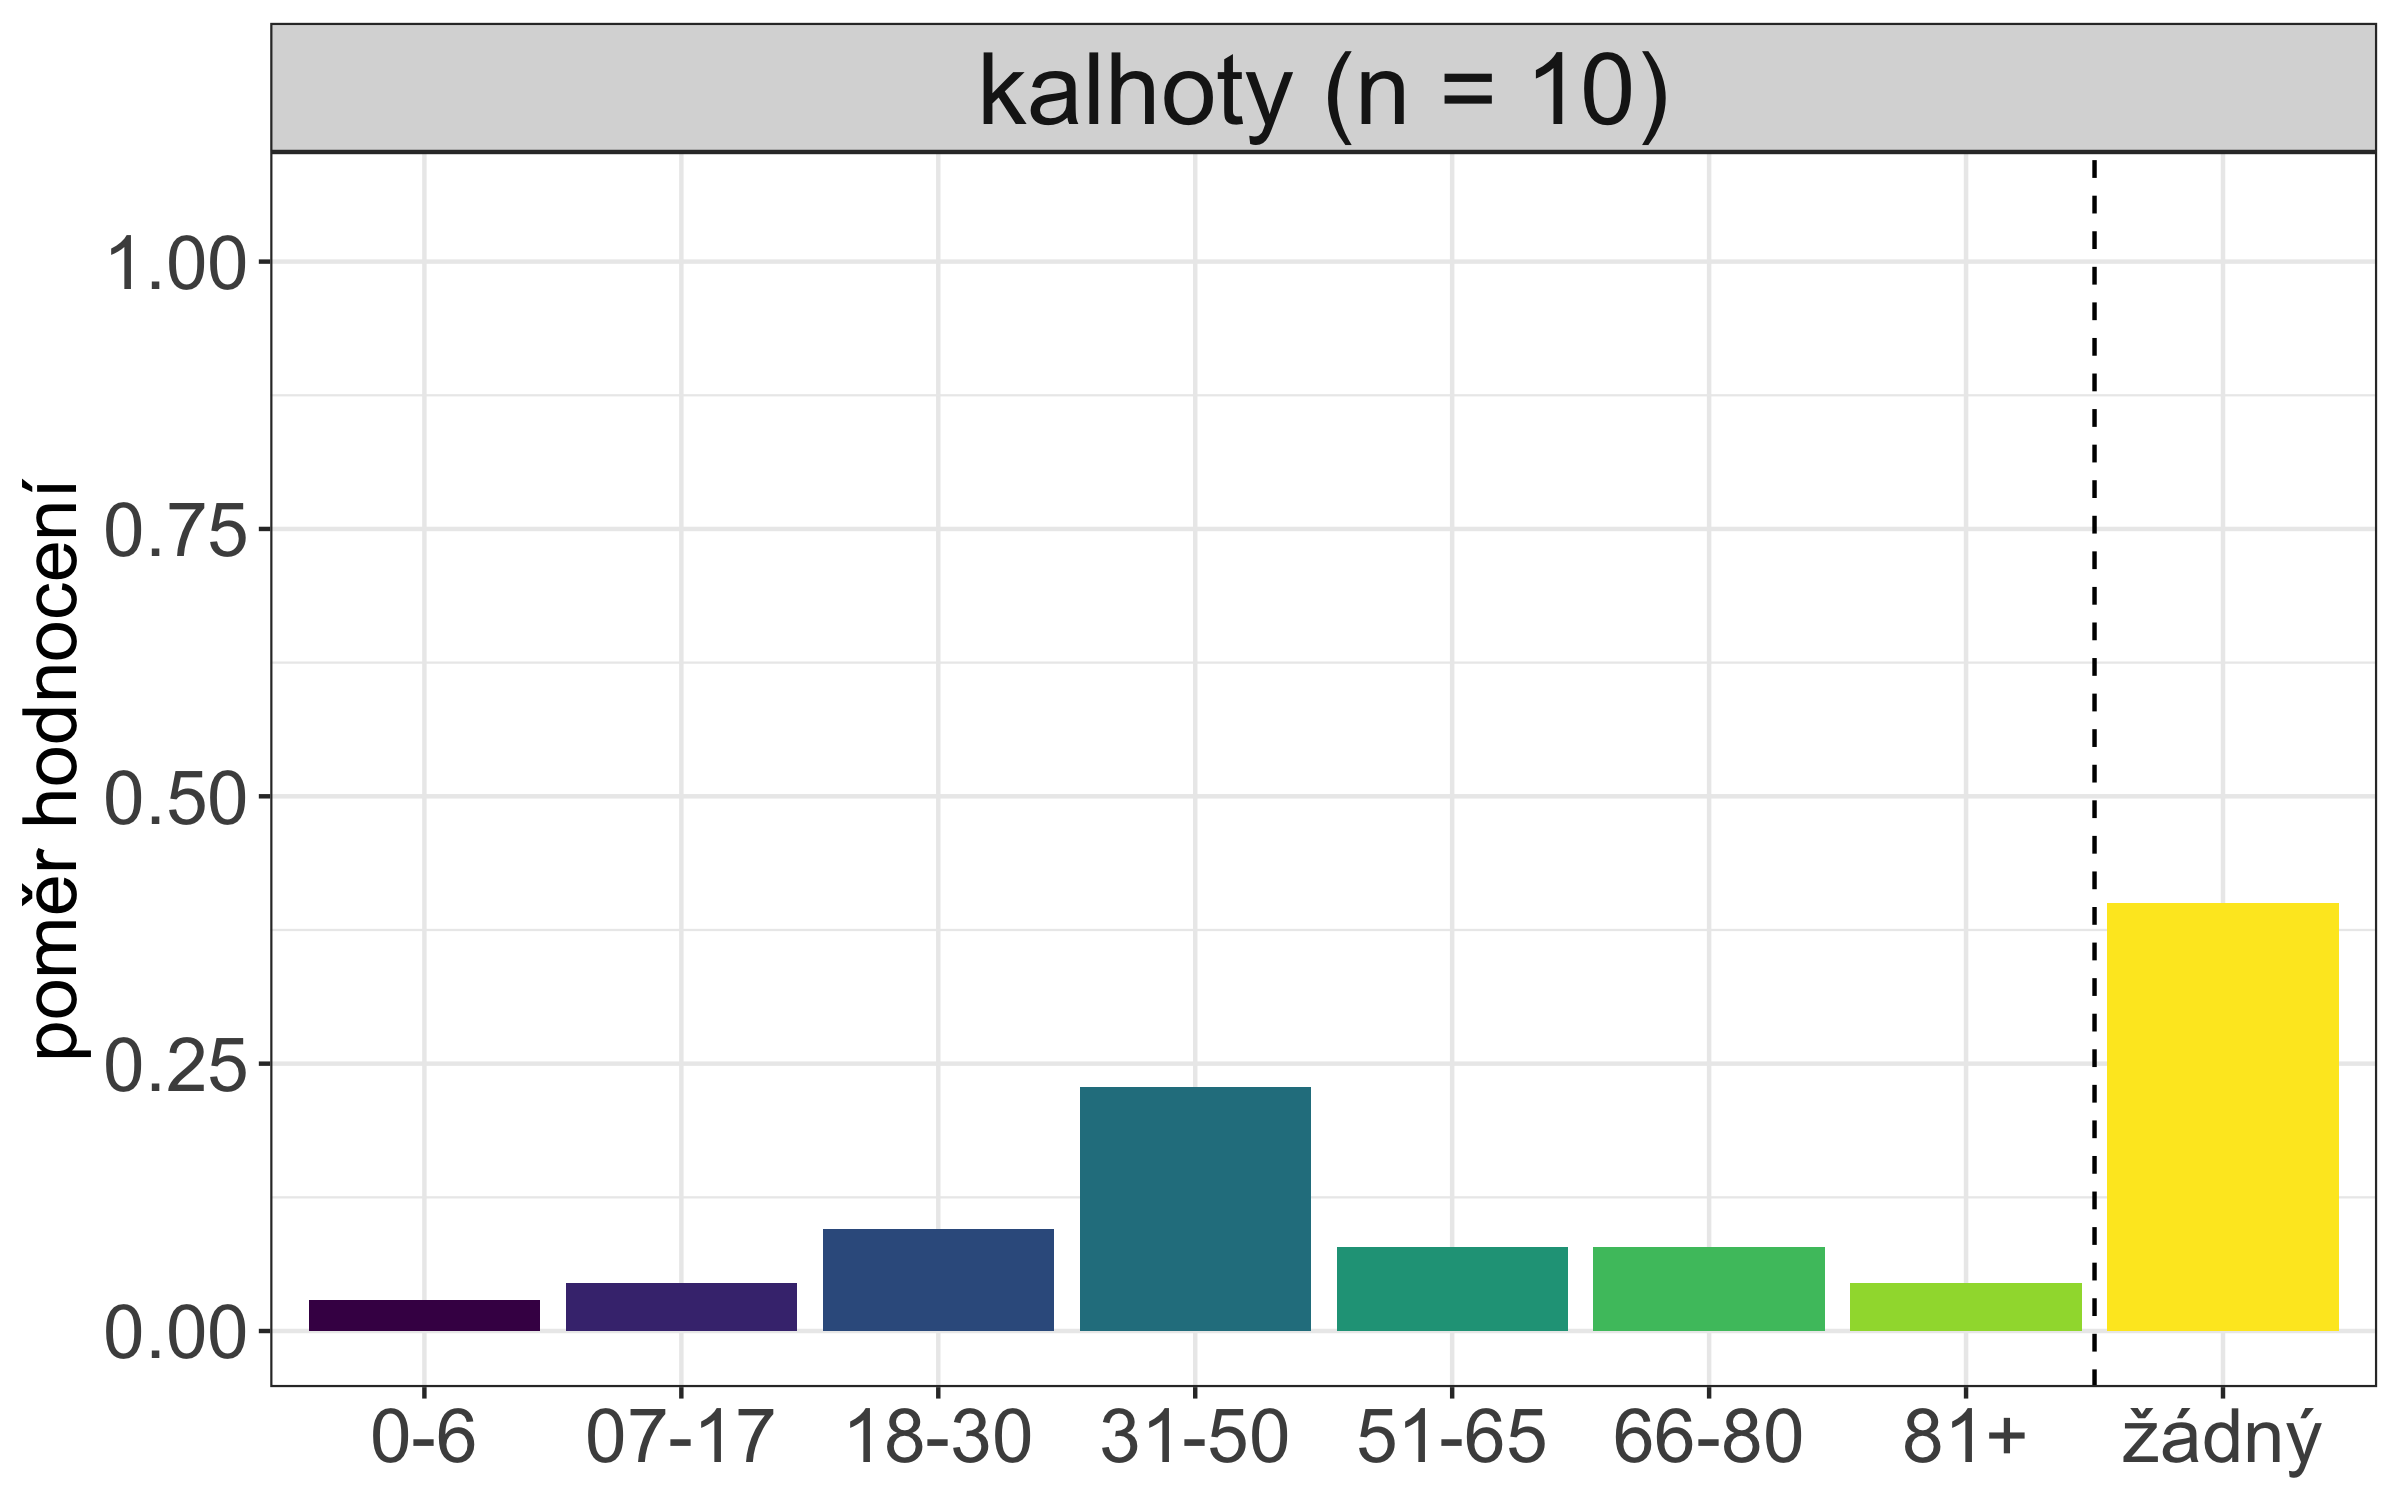 kalhoty (n = 10)
poměr hodnocení
1.00
0.75
0.50
0.25
0.00
0-6 07-17 18-30 31-50 51-65 66-80 81+ žádný